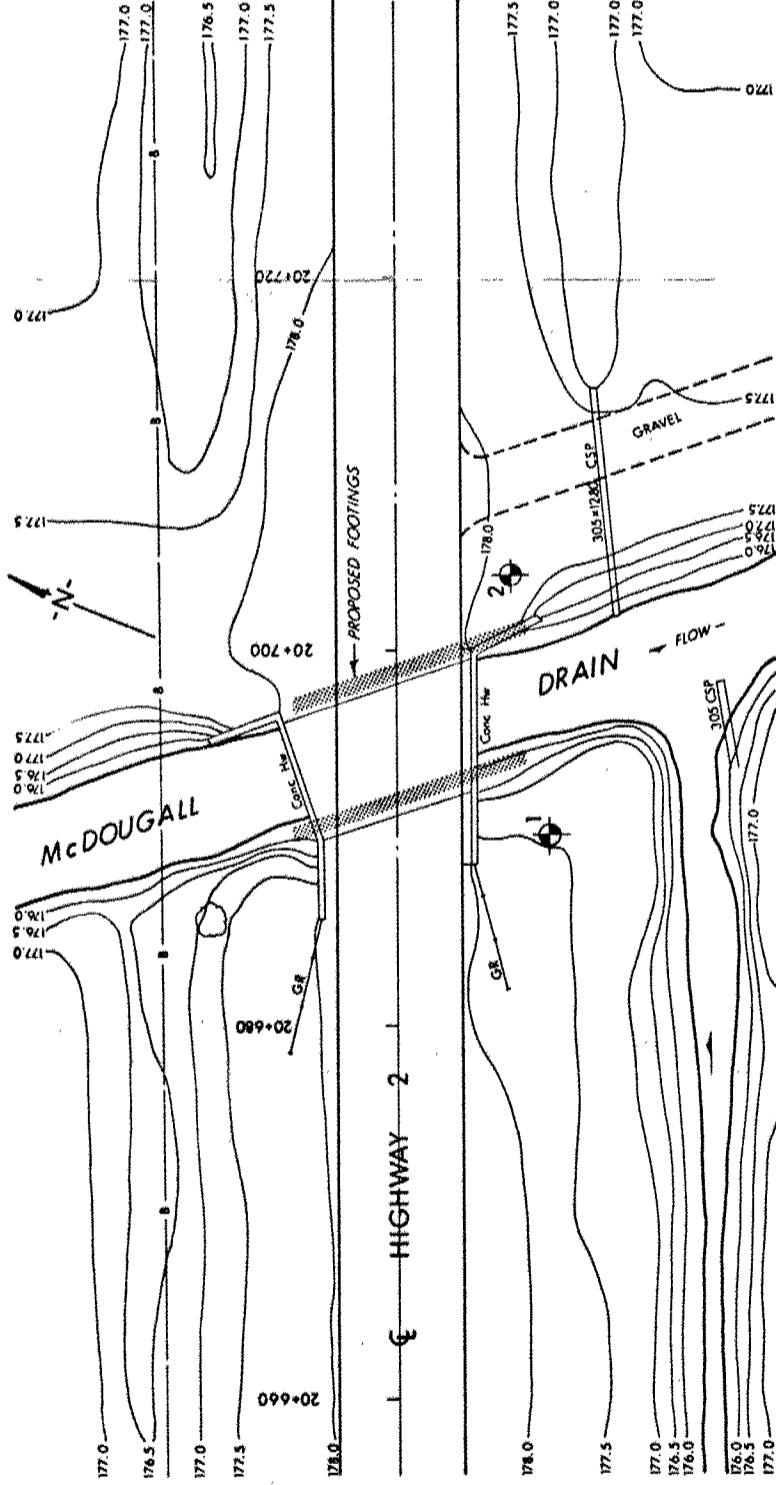 177.0
177.0
176.5
177.0
177.5
177.5
177.0
177.0
177.0
177.0
177.0
20+720
178.0
B
B
B
B
B
177.5
-N-
PROPOSED FOOTINGS
20+700
177.5
177.0
176.5
176.0
McDOUGALL
Conc Hw
176.0
176.5
177.0
GR
20+680
20+660
177.0
176.5
177.0
177.5
178.0
℄ HIGHWAY 2
GRAVEL
305×1280 CSP
177.5
178.0
177.5
177.0
176.5
176.0
2
DRAIN
FLOW
Conc Hw
305 CSP
177.0
1
GR
178.0
177.5
177.0
176.5
176.0
176.0
176.5
177.0